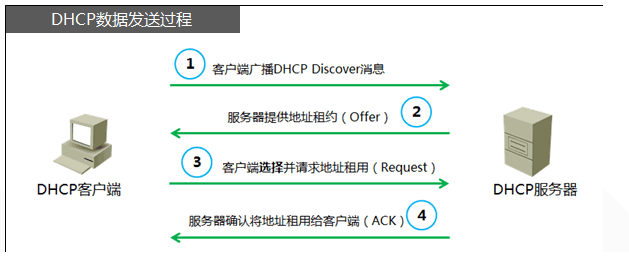 DHCP数据发送过程
1 客户端广播DHCP Discover消息
服务器提供地址租约（Offer） 2
3 客户端选择并请求地址租用（Request）
DHCP客户端
DHCP服务器
服务器确认将地址租用给客户端（ACK） 4